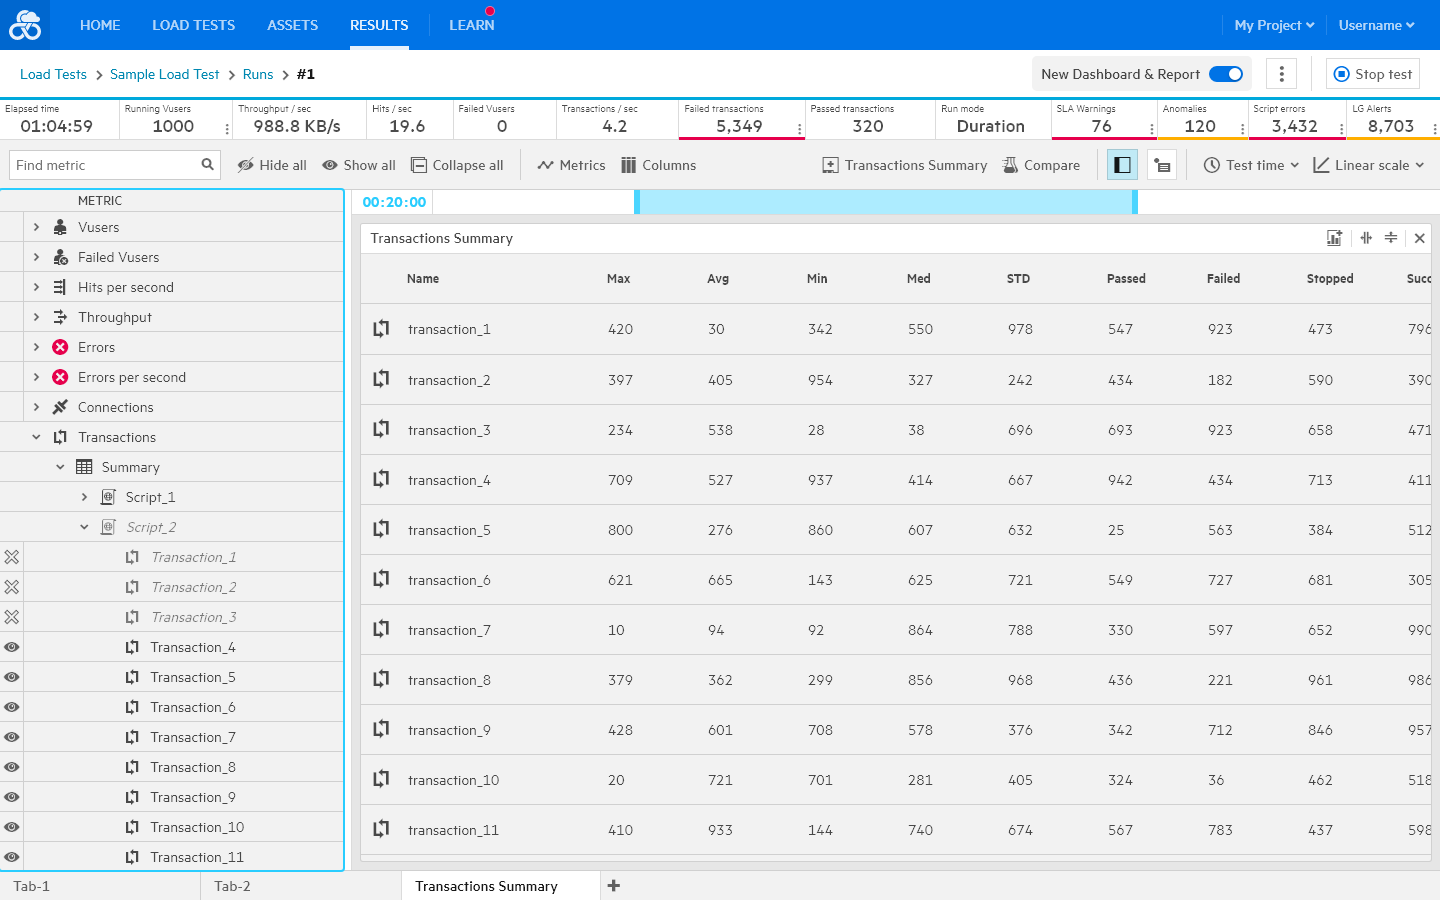 HOME LOAD TESTS ASSETS RESULTS LEARN My Project Username
Load Tests > Sample Load Test > Runs > #1 New Dashboard & Report Stop test
Elapsed time Running Vusers Throughput / sec Hits / sec Failed Vusers Transactions / sec Failed transactions Passed transactions Run mode SLA Warnings Anomalies Script errors LG Alerts
01:04:59 1000 988.8 KB/s 19.6 0 4.2 5,349 320 Duration 76 120 3,432 8,703
Find metric Hide all Show all Collapse all Metrics Columns Transactions Summary Compare Test time Linear scale
METRIC
Vusers
Failed Vusers
Hits per second
Throughput
Errors
Errors per second
Connections
Transactions
Summary
Script_1
Script_2
Transaction_1
Transaction_2
Transaction_3
Transaction_4
Transaction_5
Transaction_6
Transaction_7
Transaction_8
Transaction_9
Transaction_10
Transaction_11
00:20:00
Transactions Summary
Name Max Avg Min Med STD Passed Failed Stopped Succ
transaction_1 420 30 342 550 978 547 923 473 796
transaction_2 397 405 954 327 242 434 182 590 390
transaction_3 234 538 28 38 696 693 923 658 471
transaction_4 709 527 937 414 667 942 434 713 411
transaction_5 800 276 860 607 632 25 563 384 512
transaction_6 621 665 143 625 721 549 727 681 305
transaction_7 10 94 92 864 788 330 597 652 990
transaction_8 379 362 299 856 968 436 221 961 986
transaction_9 428 601 708 578 376 342 712 846 957
transaction_10 20 721 701 281 405 324 36 462 518
transaction_11 410 933 144 740 674 567 783 437 598
Tab-1 Tab-2 Transactions Summary